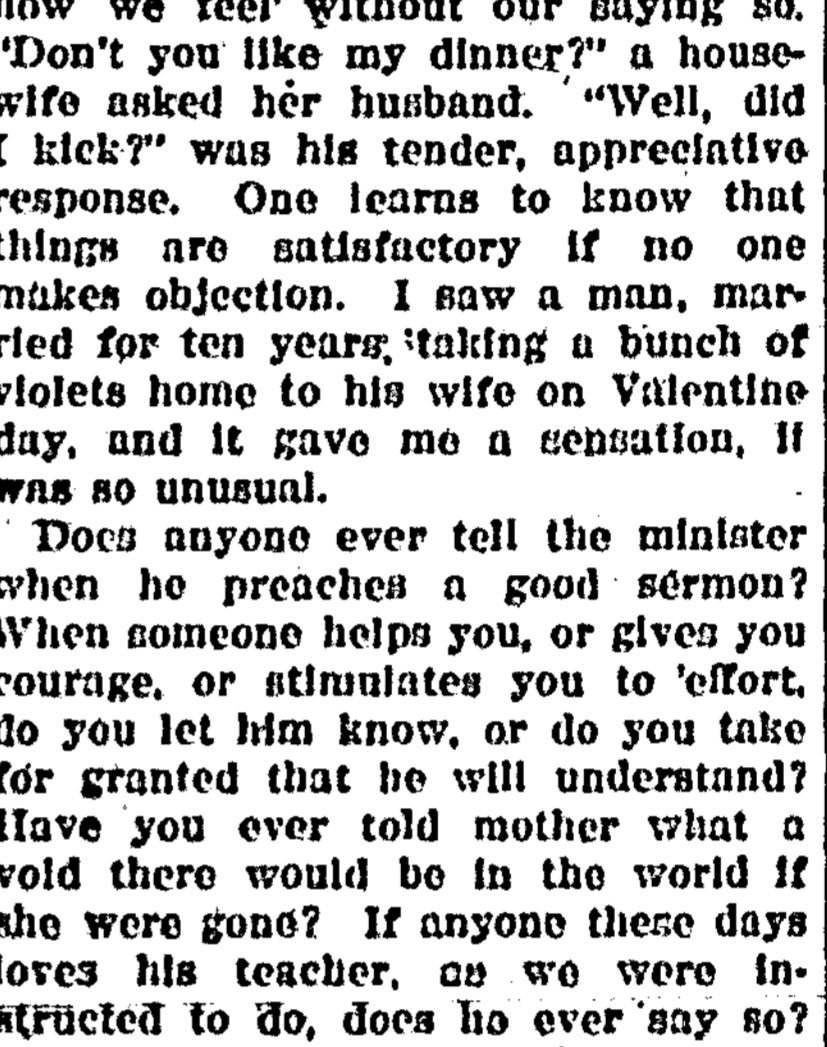 how we feel without our saying so.
"Don't you like my dinner?" a house-
wife asked her husband. "Well, did
I kick?" was his tender, appreciative
response. One learns to know that
things are satisfactory if no one
makes objection. I saw a man, mar-
ried for ten years, taking a bunch of
violets home to his wife on Valentine
day, and it gave me a sensation, it
was so unusual.
Does anyone ever tell the minister
when he preaches a good sermon?
When someone helps you, or gives you
courage, or stimulates you to effort,
do you let him know, or do you take
for granted that he will understand?
Have you ever told mother what a
void there would be in the world if
she were gone? If anyone these days
loves his teacher, as we were in-
structed to do, does he ever say so?